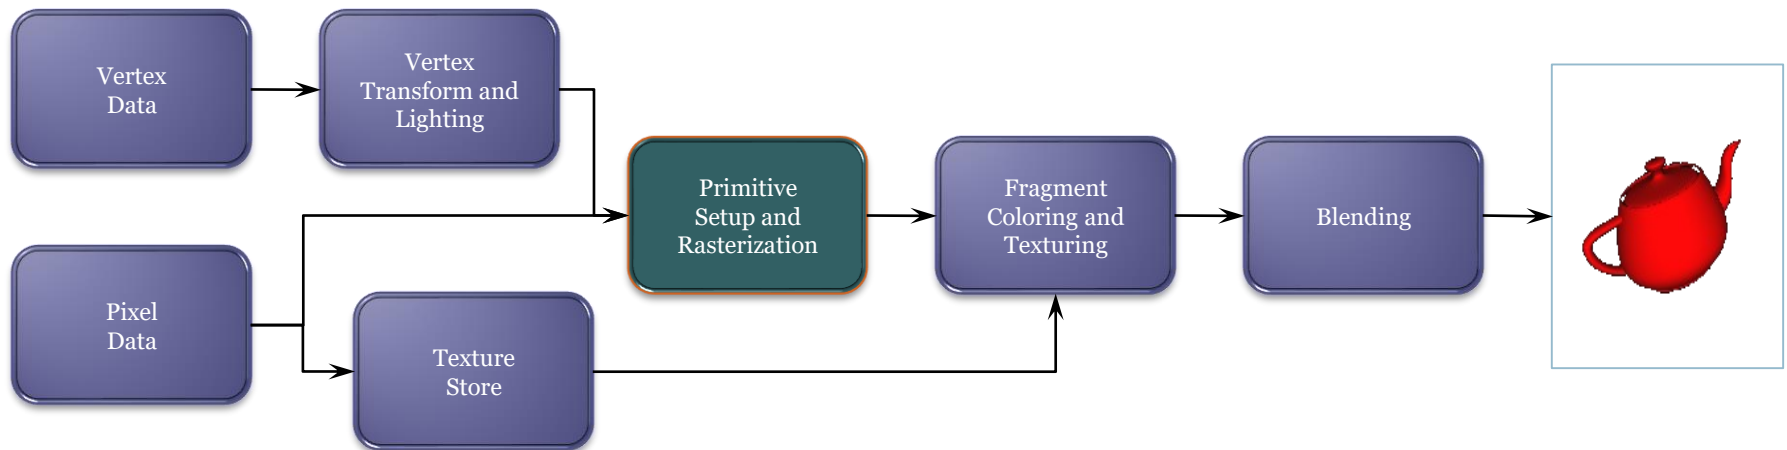 Vertex
Data
Vertex
Transform and
Lighting
Primitive
Setup and
Rasterization
Fragment
Coloring and
Texturing
Blending
Pixel
Data
Texture
Store